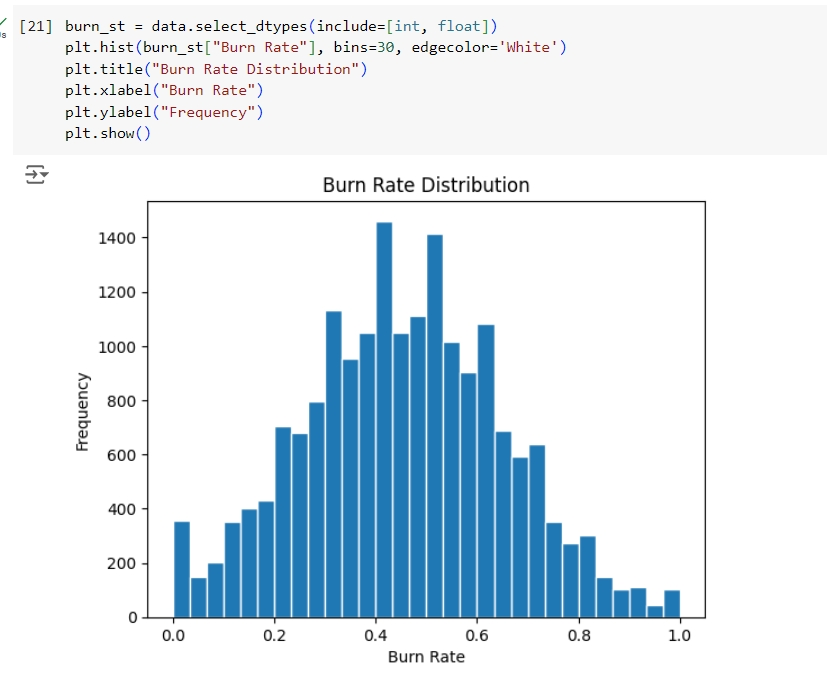 [21] burn_st = data.select_dtypes(include=[int, float])
plt.hist(burn_st["Burn Rate"], bins=30, edgecolor='White')
plt.title("Burn Rate Distribution")
plt.xlabel("Burn Rate")
plt.ylabel("Frequency")
plt.show()
Burn Rate Distribution
1400
1200
1000
800
600
400
200
0
Frequency
0.0 0.2 0.4 0.6 0.8 1.0
Burn Rate